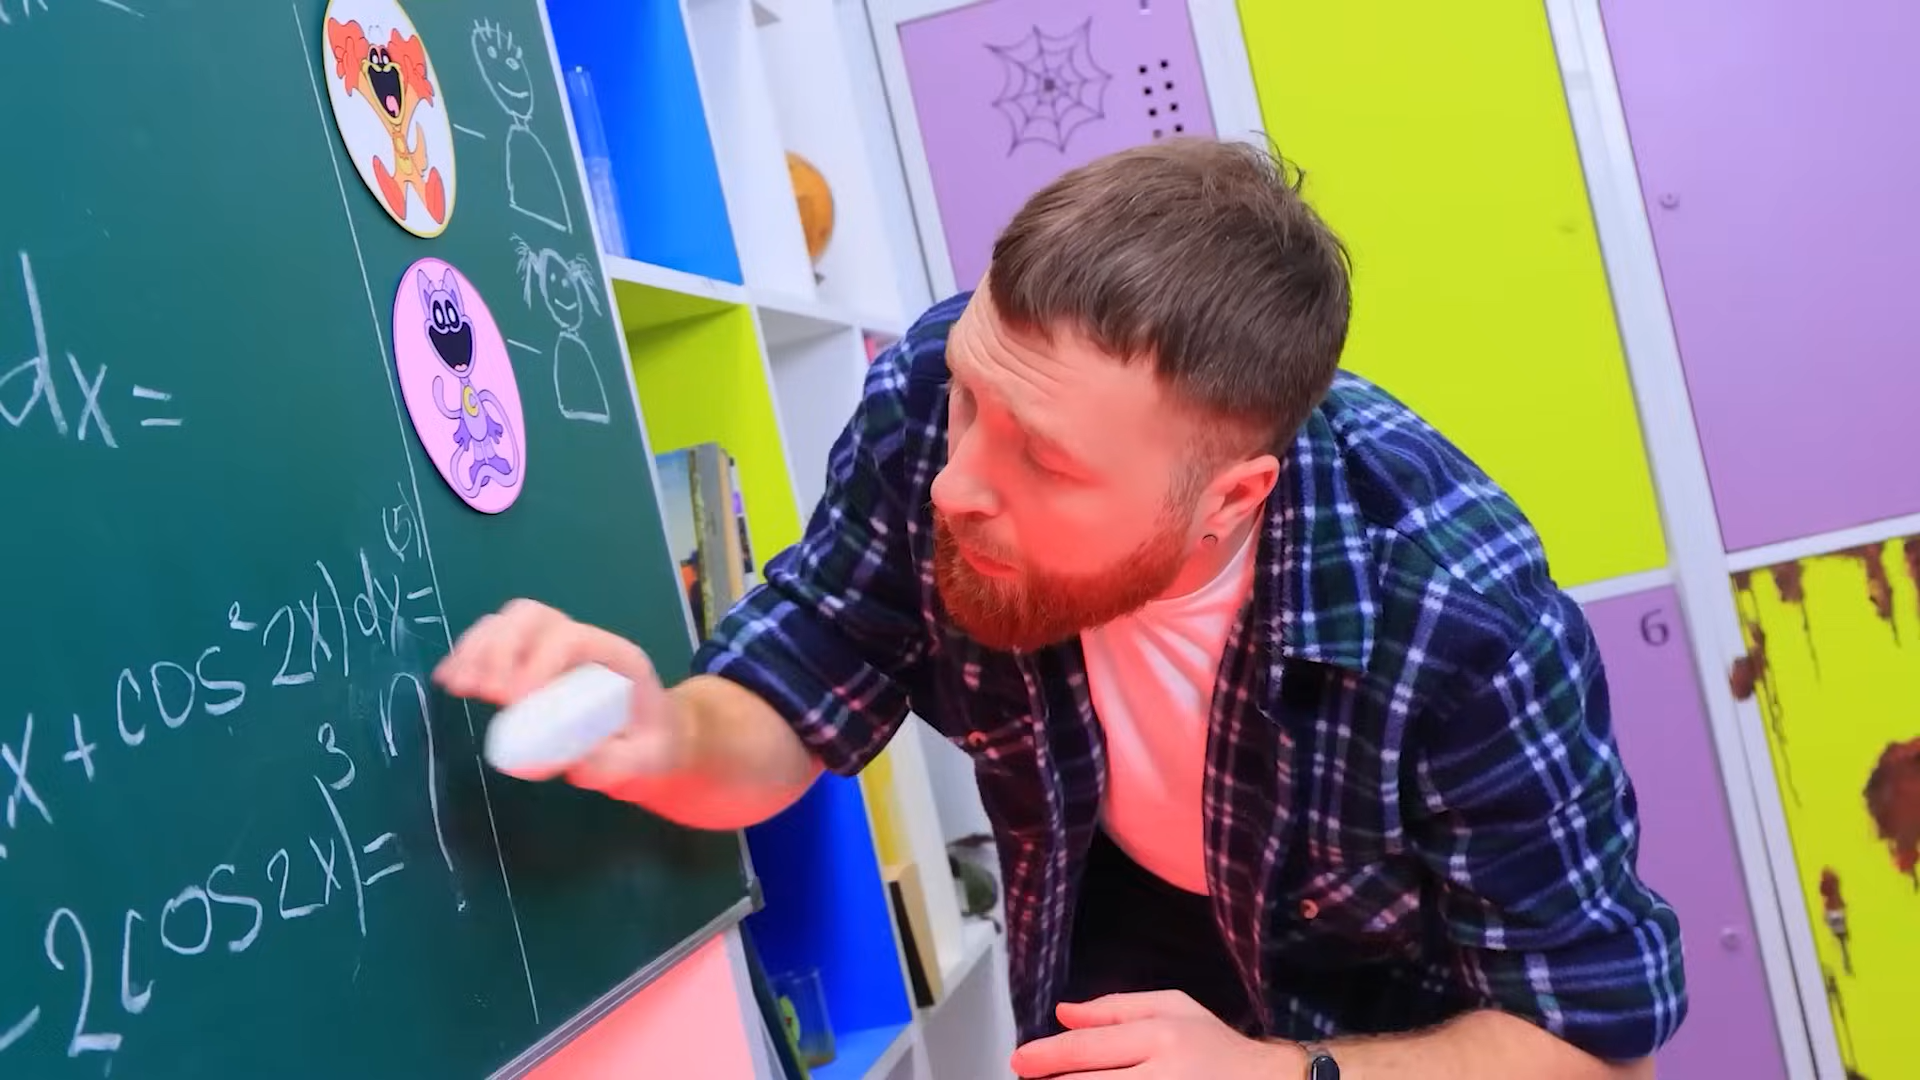 dx=
(5)
x + cos² 2x) dx =
3 n
-2cos2x) =
6
C